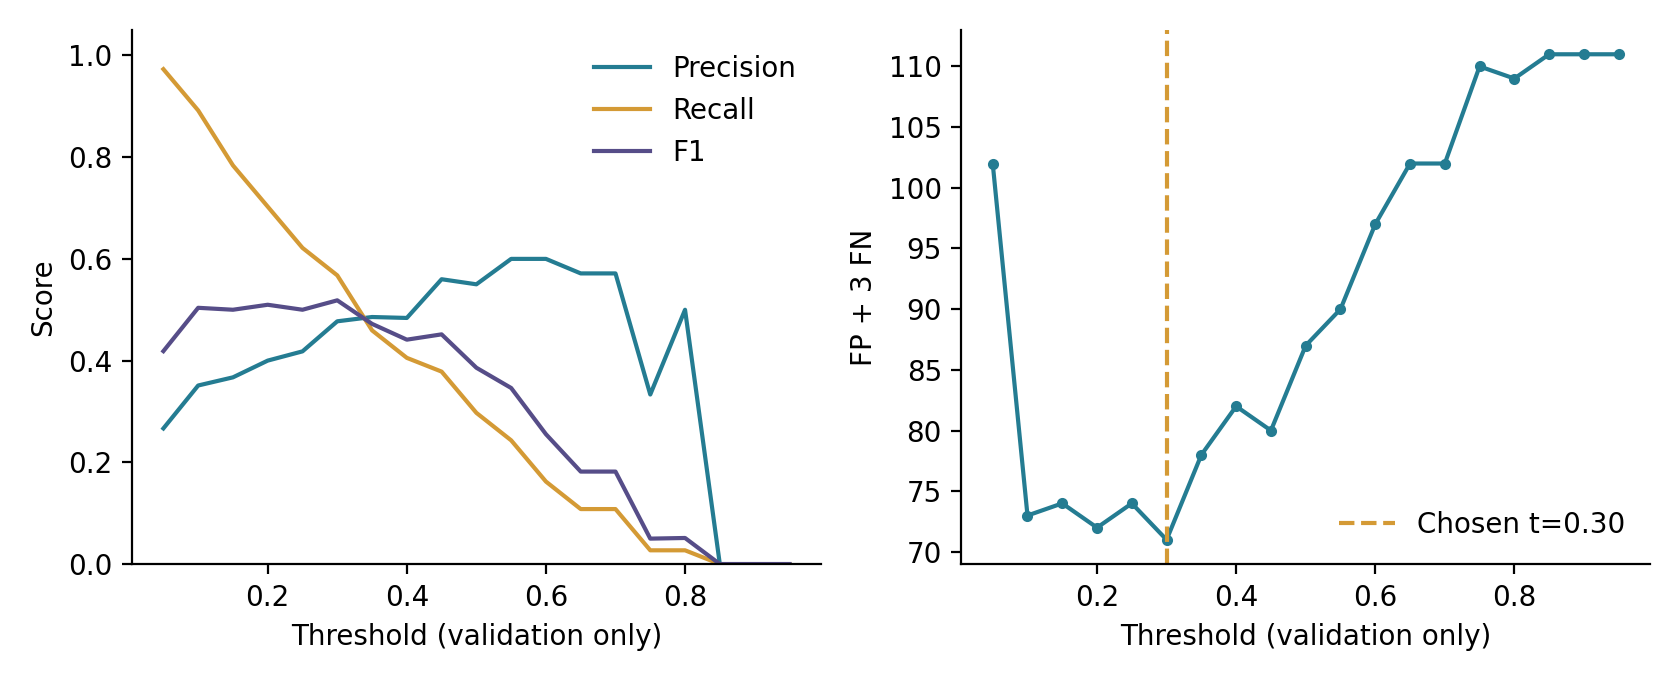 1.0
0.8
0.6
0.4
0.2
0.0
0.2
0.4
0.6
0.8
Score
Threshold (validation only)
Precision
Recall
F1
110
105
100
95
90
85
80
75
70
0.2
0.4
0.6
0.8
FP + 3 FN
Threshold (validation only)
Chosen t=0.30